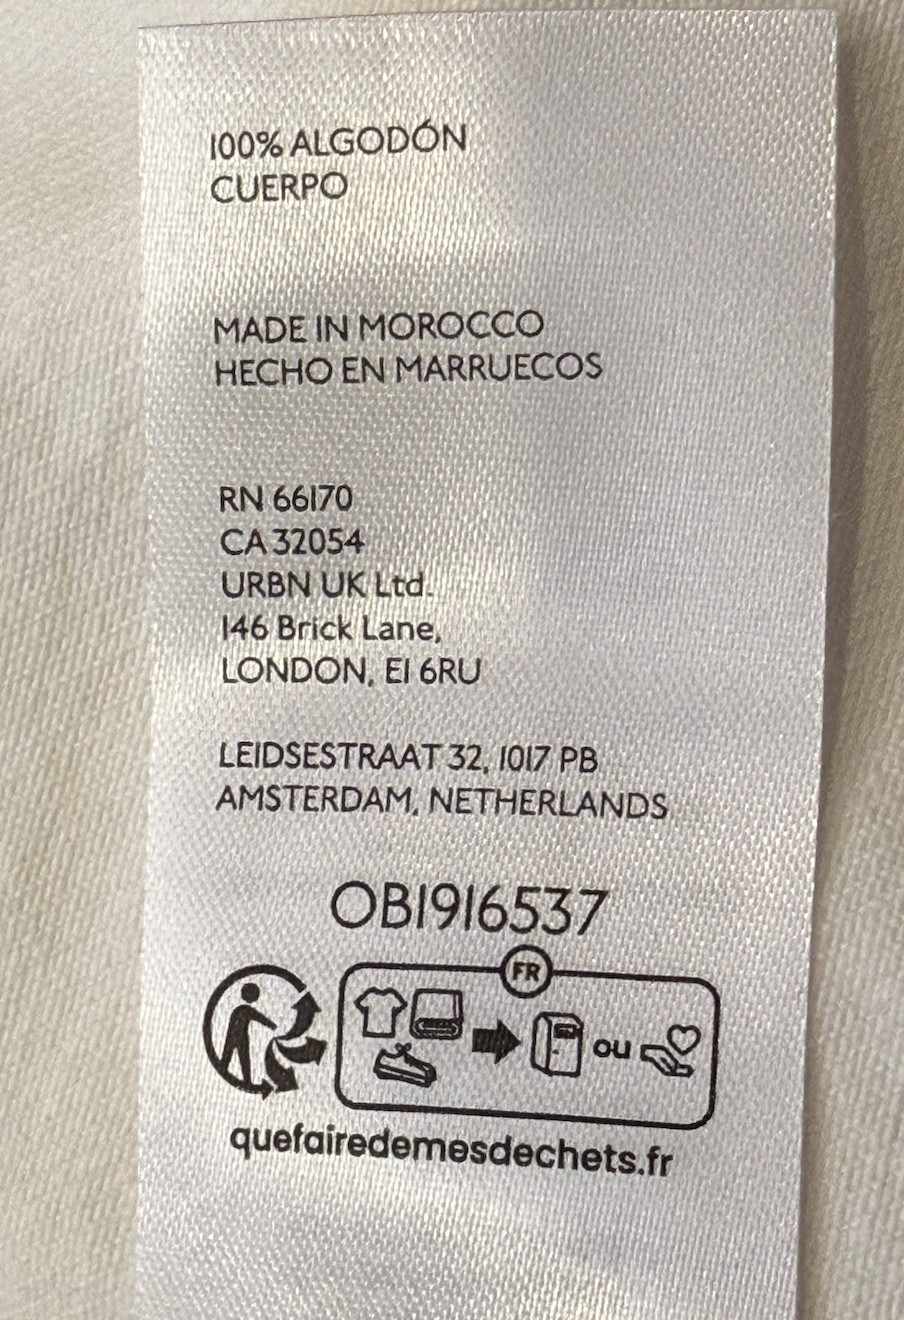 100% ALGODÓN
CUERPO
MADE IN MOROCCO
HECHO EN MARRUECOS
RN 66170
CA 32054
URBN UK Ltd.
146 Brick Lane,
LONDON, E1 6RU
LEIDSESTRAAT 32, 1017 PB
AMSTERDAM, NETHERLANDS
OB1916537
FR
ou
quefairedemesdechets.fr